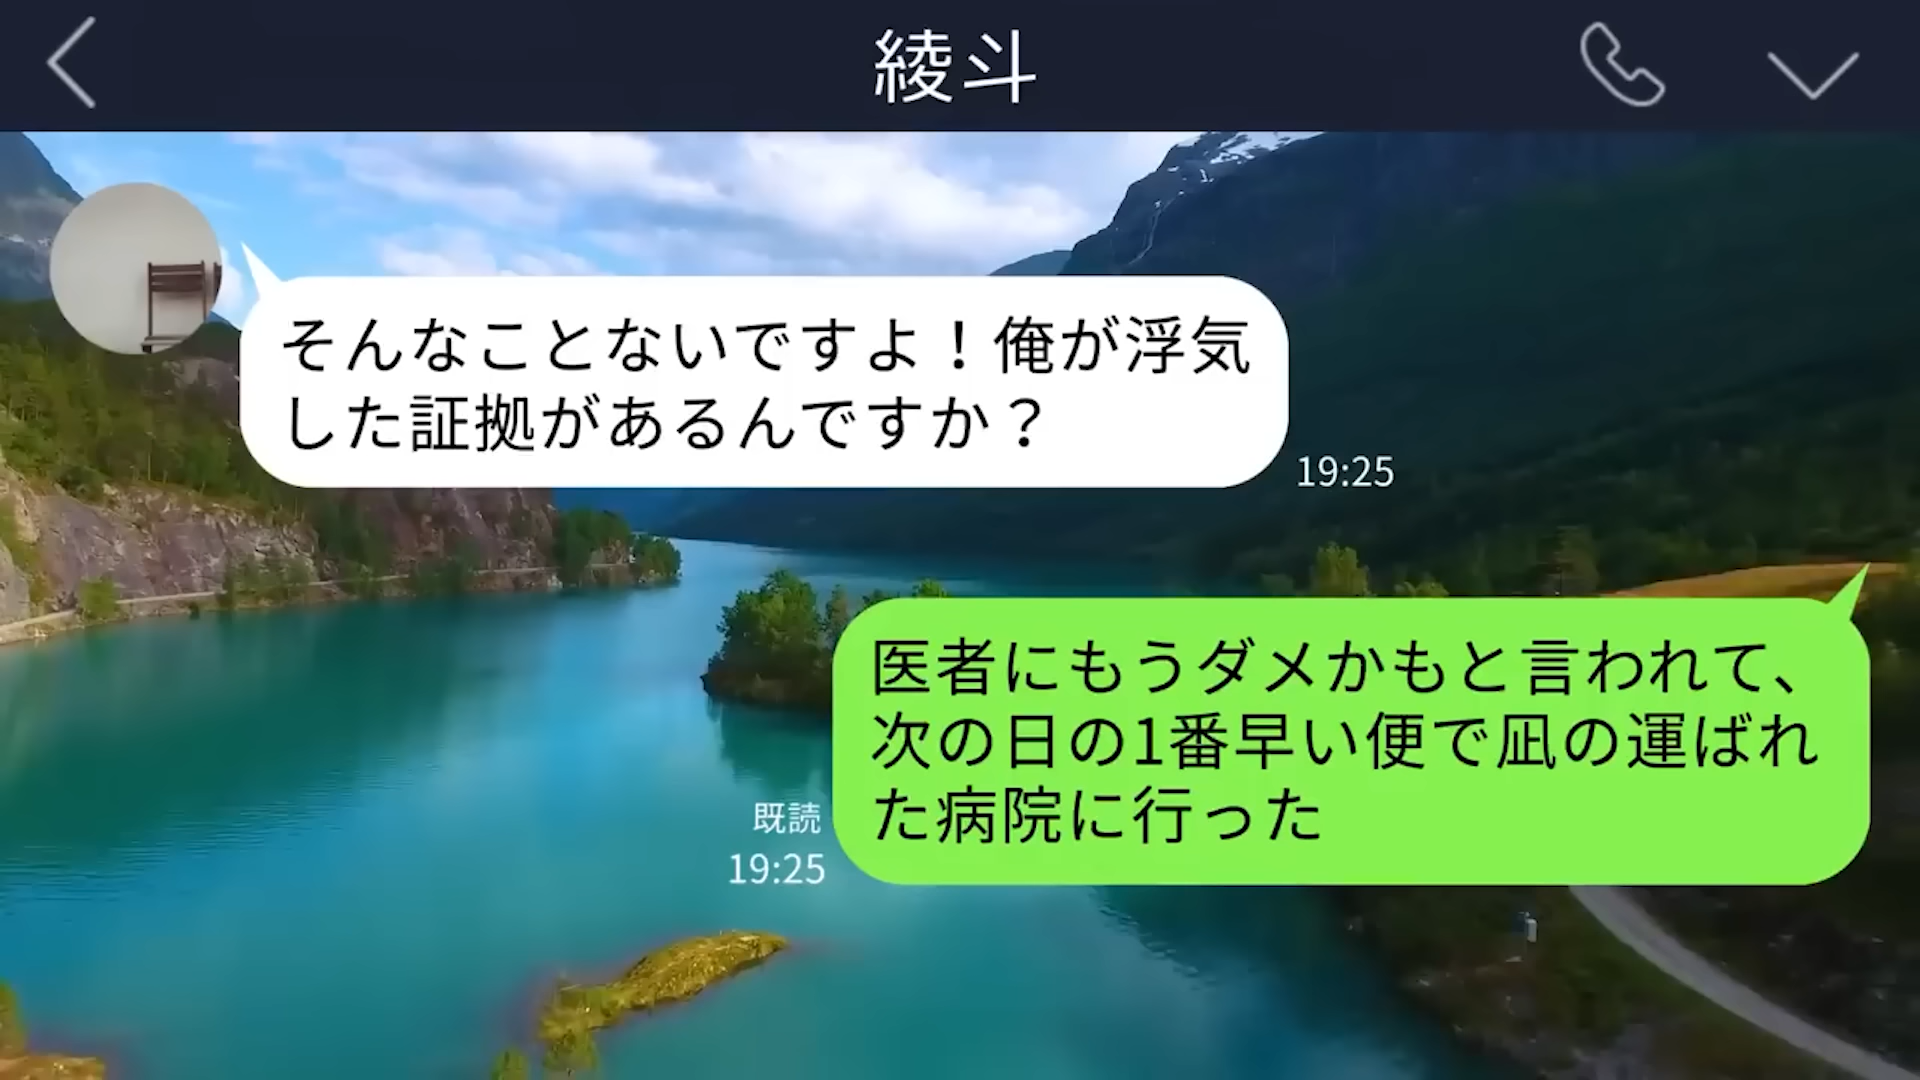 綾斗
そんなことないですよ！俺が浮気
した証拠があるんですか？
19:25
医者にもうダメかもと言われて、
次の日の1番早い便で凪の運ばれ
た病院に行った
既読
19:25